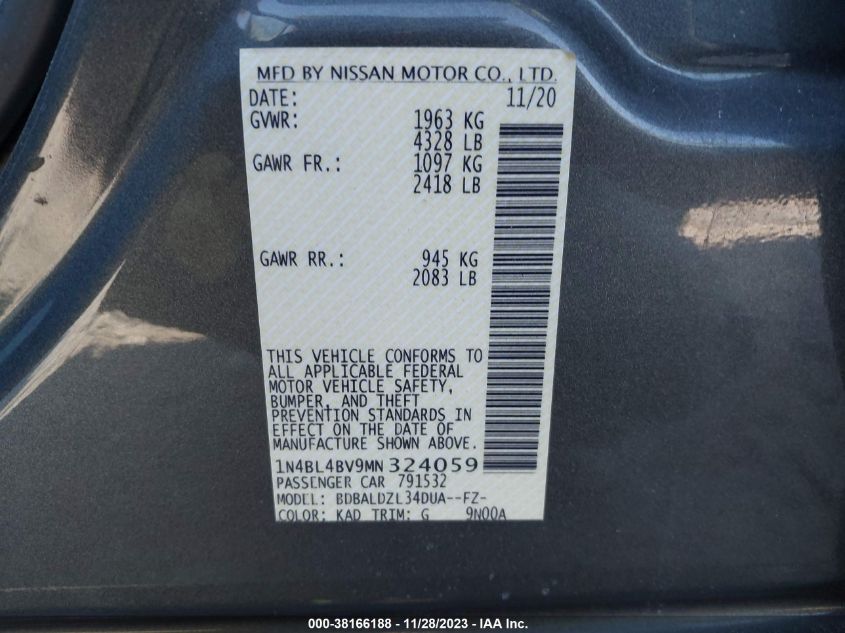 MFD BY NISSAN MOTOR CO., LTD.
DATE: 11/20
GVWR: 1963 KG
4328 LB
GAWR FR.: 1097 KG
2418 LB
GAWR RR.: 945 KG
2083 LB
THIS VEHICLE CONFORMS TO
ALL APPLICABLE FEDERAL
MOTOR VEHICLE SAFETY,
BUMPER, AND THEFT
PREVENTION STANDARDS IN
EFFECT ON THE DATE OF
MANUFACTURE SHOWN ABOVE.
1N4BL4BV9MN324059
PASSENGER CAR 791532
MODEL: BDBALDZL34DUA--FZ-
COLOR: KAD TRIM: G 9N00A
000-38166188 - 11/28/2023 - IAA Inc.